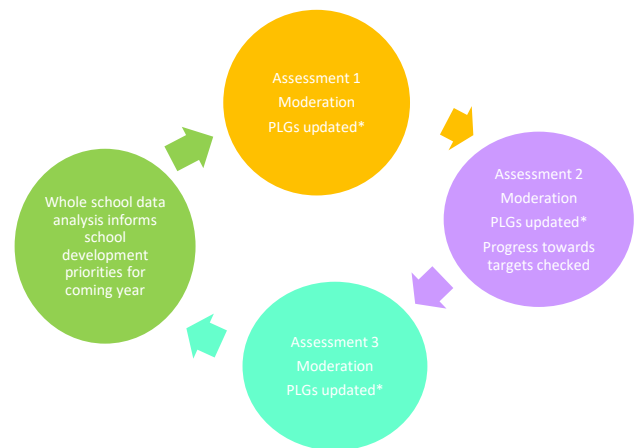 Assessment 1
Moderation
PLGs updated*
Assessment 2
Moderation
PLGs updated*
Progress towards
targets checked
Assessment 3
Moderation
PLGs updated*
Whole school data
analysis informs
school
development
priorities for
coming year